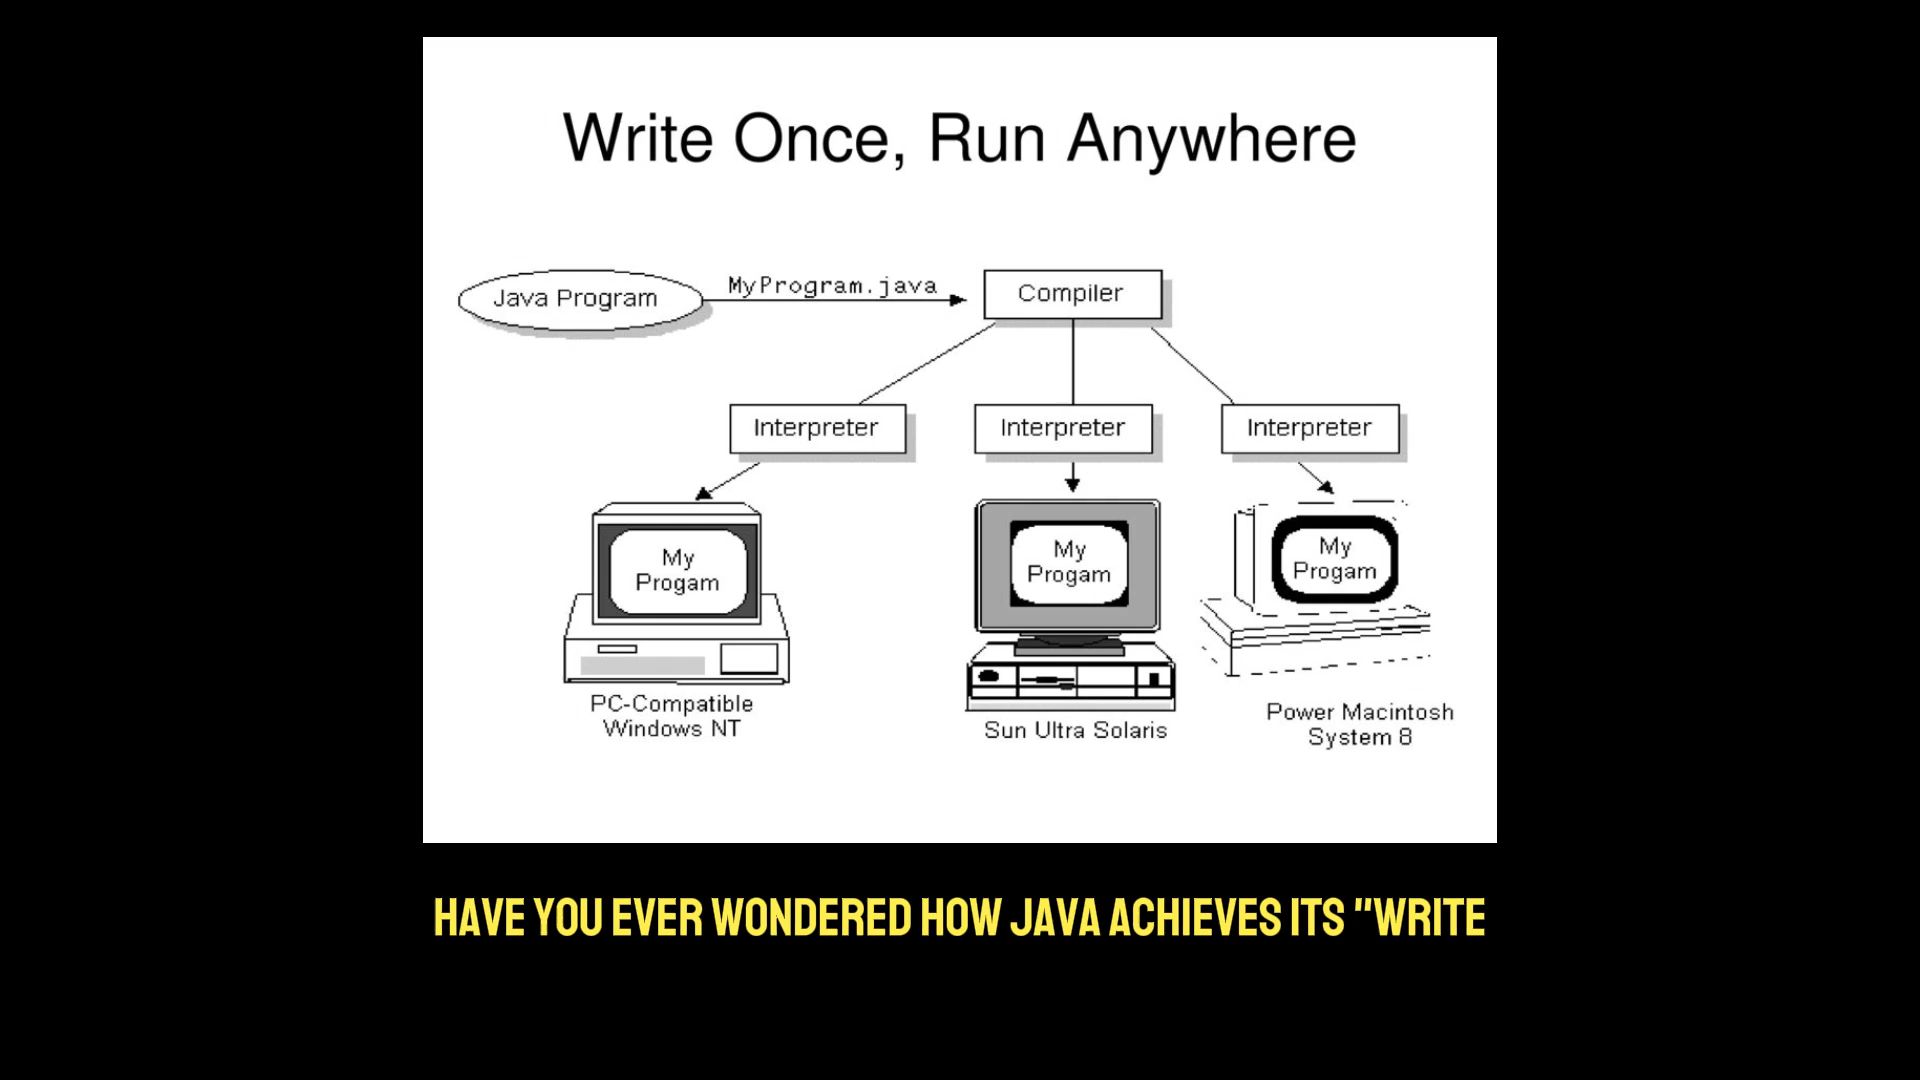 Write Once, Run Anywhere
Java Program
MyProgram.java
Compiler
Interpreter
Interpreter
Interpreter
My
Progam
My
Progam
My
Progam
PC-Compatible
Windows NT
Sun Ultra Solaris
Power Macintosh
System 8
HAVE YOU EVER WONDERED HOW JAVA ACHIEVES ITS "WRITE